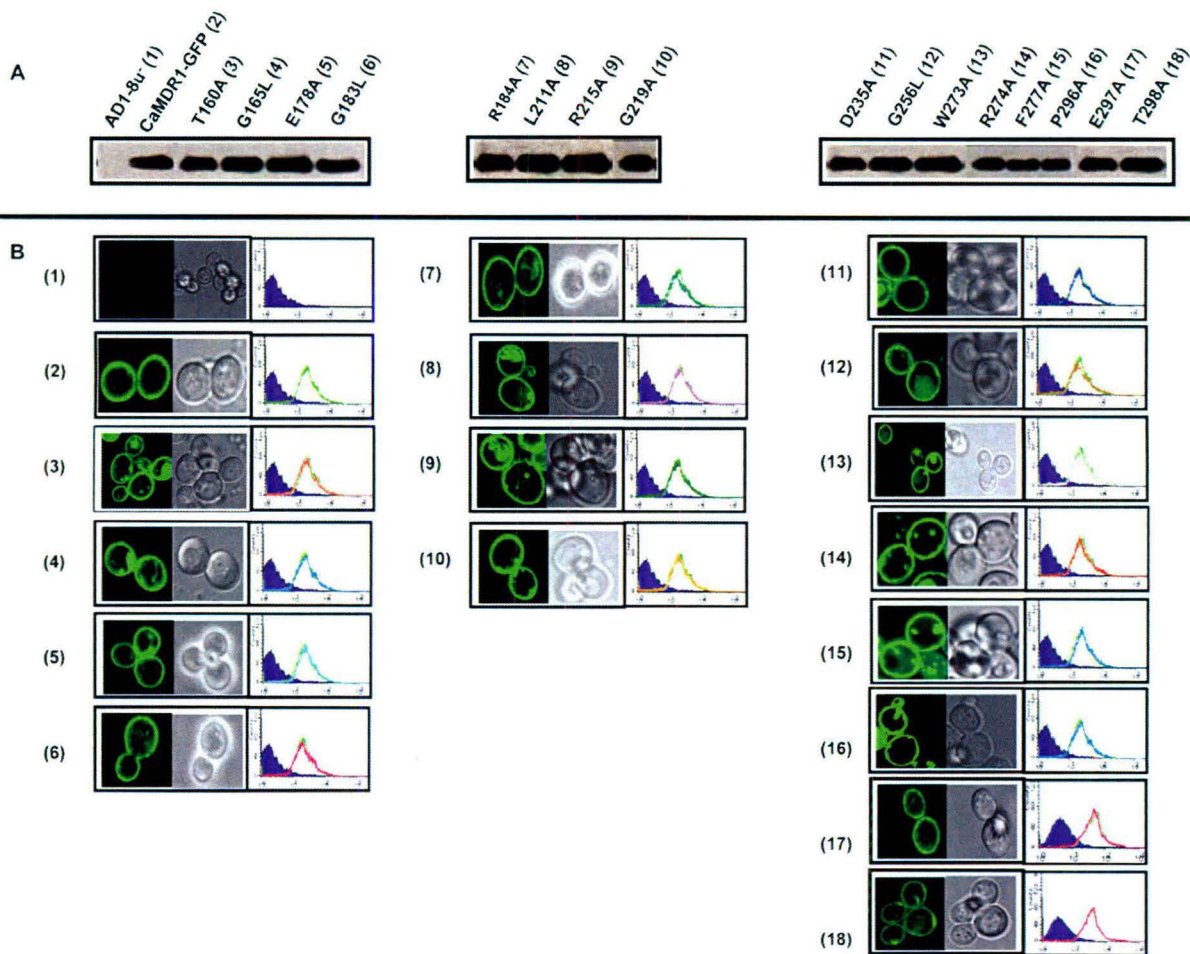 A
AD1-8u⁻ (1)
CaMDR1-GFP (2)
T160A (3)
G165L (4)
E178A (5)
G183L (6)
R184A (7)
L211A (8)
R215A (9)
G219A (10)
D235A (11)
G256L (12)
W273A (13)
R274A (14)
F277A (15)
P296A (16)
E297A (17)
T298A (18)
B
(1)
(2)
(3)
(4)
(5)
(6)
(7)
(8)
(9)
(10)
(11)
(12)
(13)
(14)
(15)
(16)
(17)
(18)